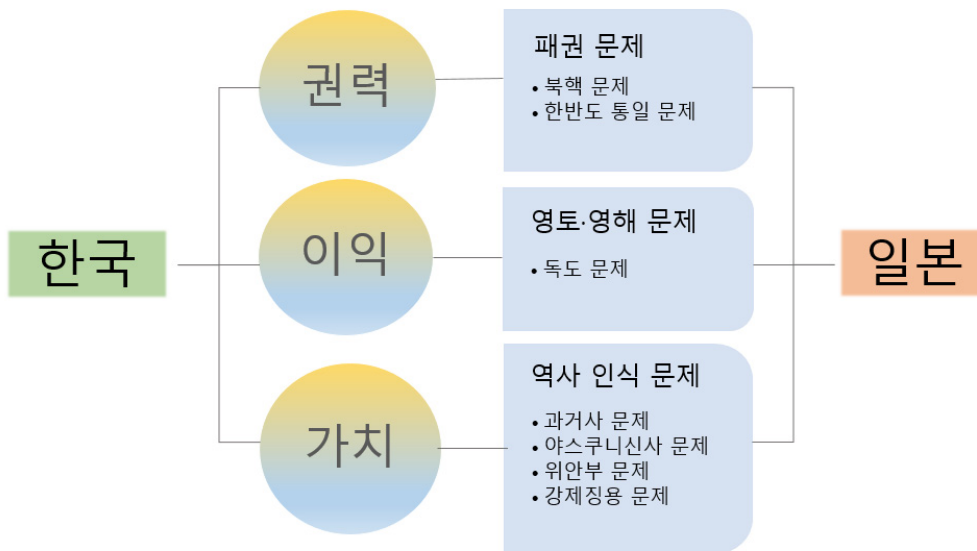 한국
권력
패권 문제
• 북핵 문제
• 한반도 통일 문제
이익
영토·영해 문제
• 독도 문제
가치
역사 인식 문제
• 과거사 문제
• 야스쿠니신사 문제
• 위안부 문제
• 강제징용 문제
일본